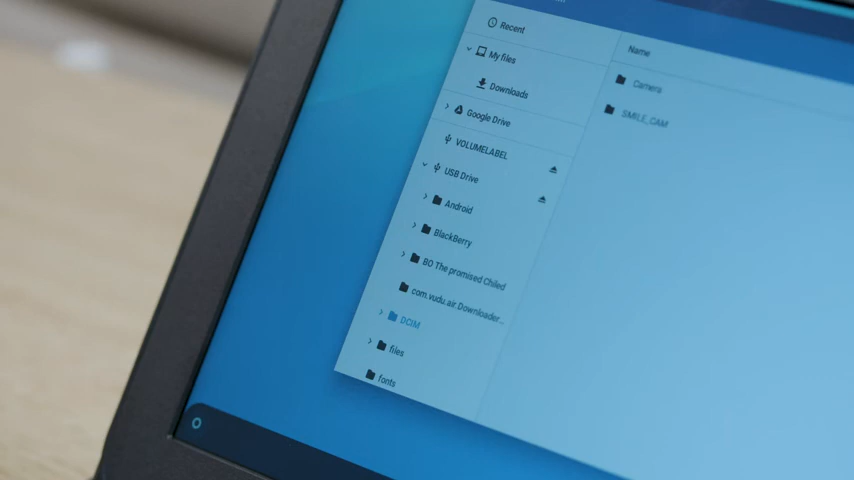 Recent
My files
Downloads
Google Drive
VOLUMELABEL
USB Drive
Android
BlackBerry
BO The promised Chiled
com.vudu.air.Downloader...
DCIM
files
fonts
Name
Camera
SMILE_CAM